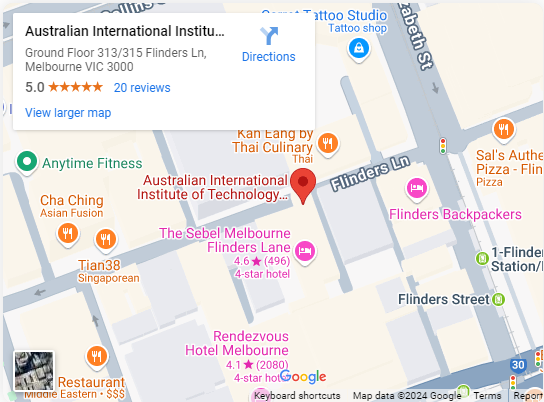 Collins
Australian International Institu...
Ground Floor 313/315 Flinders Ln,
Melbourne VIC 3000
5.0
20 reviews
View larger map
Directions
Secret Tattoo Studio
Tattoo shop
zabeth St
Kan Eang by
Thai Culinary
Thai
Anytime Fitness
Flinders Ln
Sal's Authe
Pizza - Flin
Pizza
Australian International
Institute of Technology...
Cha Ching
Asian Fusion
Flinders Backpackers
The Sebel Melbourne
Flinders Lane
4.6★(496)
4-star hotel
Tian38
Singaporean
1-Flinder
Station/E
Flinders Street
Rendezvous
Hotel Melbourne
4.1★(2080)
4-star hotel
30
Restaurant
Middle Eastern • $$$
Google
Keyboard shortcuts
Map data ©2024 Google
Terms
Report